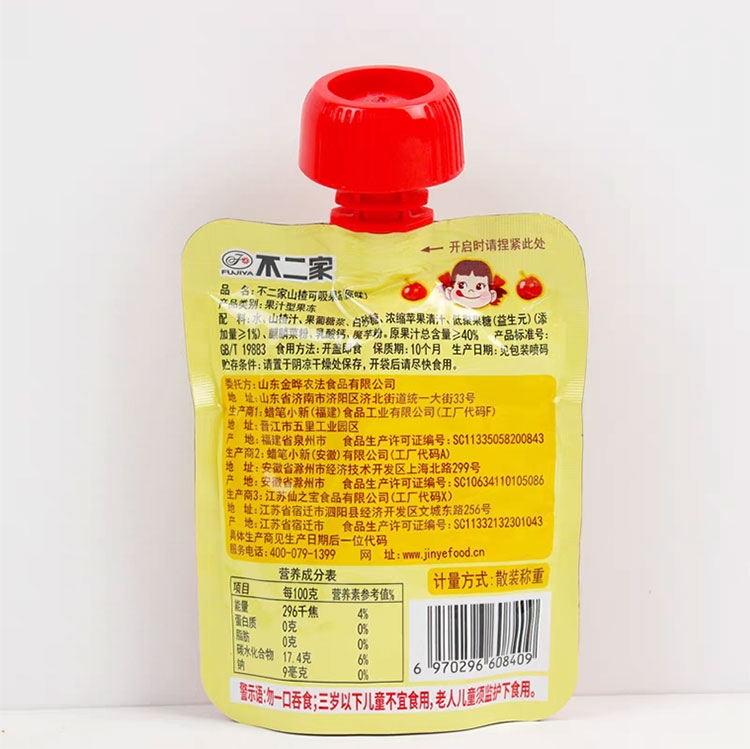 开启时请捏紧此处
FUJIYA 不二家
品 名: 不二家山楂可吸果冻(原味)
产品类别: 果汁型果冻
配 料: 水、山楂汁、果葡糖浆、白砂糖、浓缩苹果清汁、低聚果糖(益生元)(添
加量≥1%)、麒麟菜粉、乳酸钙、魔芋粉。原果汁总含量≥40% 产品标准号:
GB/T 19883 食用方法: 开盖即食 保质期: 10个月 生产日期: 见包装喷码
贮存条件: 请置于阴凉干燥处保存, 开袋后请尽快食用。
委托方: 山东金晔农法食品有限公司
地 址: 山东省济南市济阳区济北街道统一大街33号
生产商1: 蜡笔小新(福建)食品工业有限公司(工厂代码F)
地 址: 晋江市五里工业园区
产 地: 福建省泉州市 食品生产许可证编号: SC11335058200843
生产商2: 蜡笔小新(安徽)有限公司(工厂代码A)
地 址: 安徽省滁州市经济技术开发区上海北路299号
产 地: 安徽省滁州市 食品生产许可证编号: SC10634110105086
生产商3: 江苏仙之宝食品有限公司(工厂代码X)
地 址: 江苏省宿迁市泗阳县经济开发区文城东路256号
产 地: 江苏省宿迁市 食品生产许可证编号: SC11332132301043
具体生产商见生产日期后一位代码
服务电话: 400-079-1399 网 址: www.jinyefood.cn
营养成分表
项目 每100克 营养素参考值%
能量 296千焦 4%
蛋白质 0克 0%
脂肪 0克 0%
碳水化合物 17.4克 6%
钠 9毫克 0%
计量方式: 散装称重
6 970296 608409
警示语: 勿一口吞食; 三岁以下儿童不宜食用, 老人儿童须监护下食用。